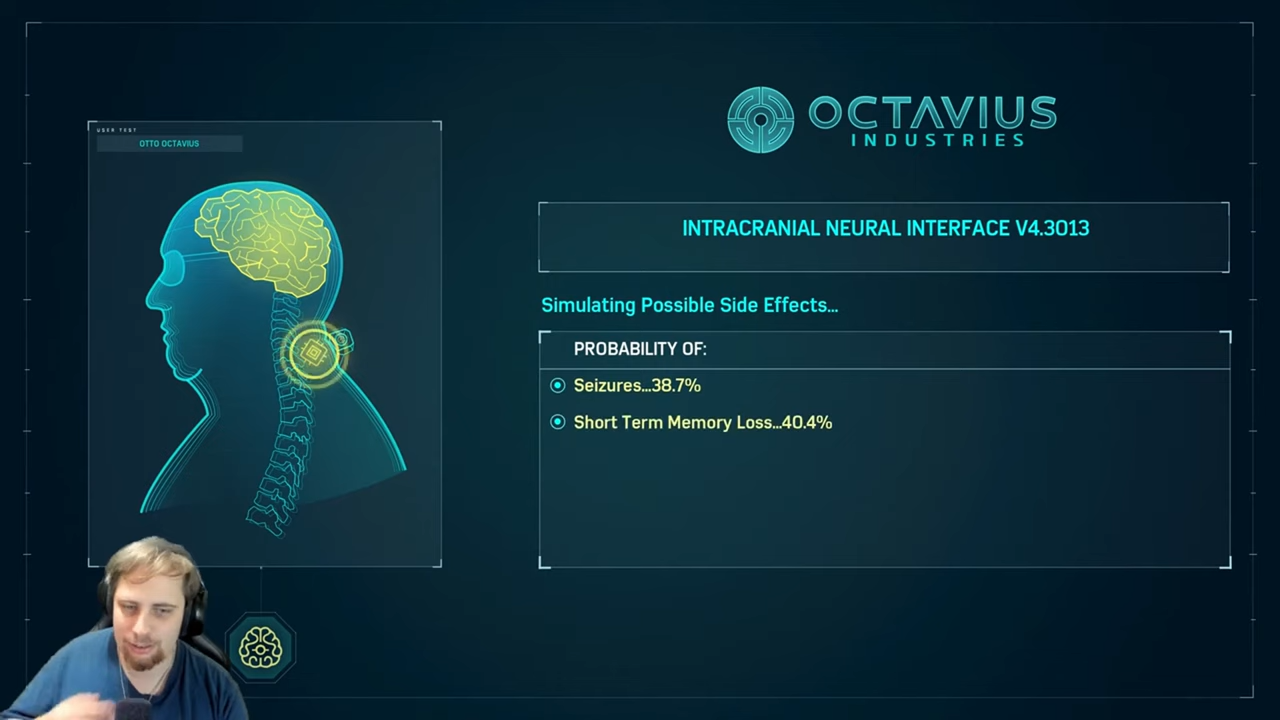 USER TEST
OTTO OCTAVIUS
OCTAVIUS
INDUSTRIES
INTRACRANIAL NEURAL INTERFACE V4.3013
Simulating Possible Side Effects...
PROBABILITY OF:
Seizures...38.7%
Short Term Memory Loss...40.4%